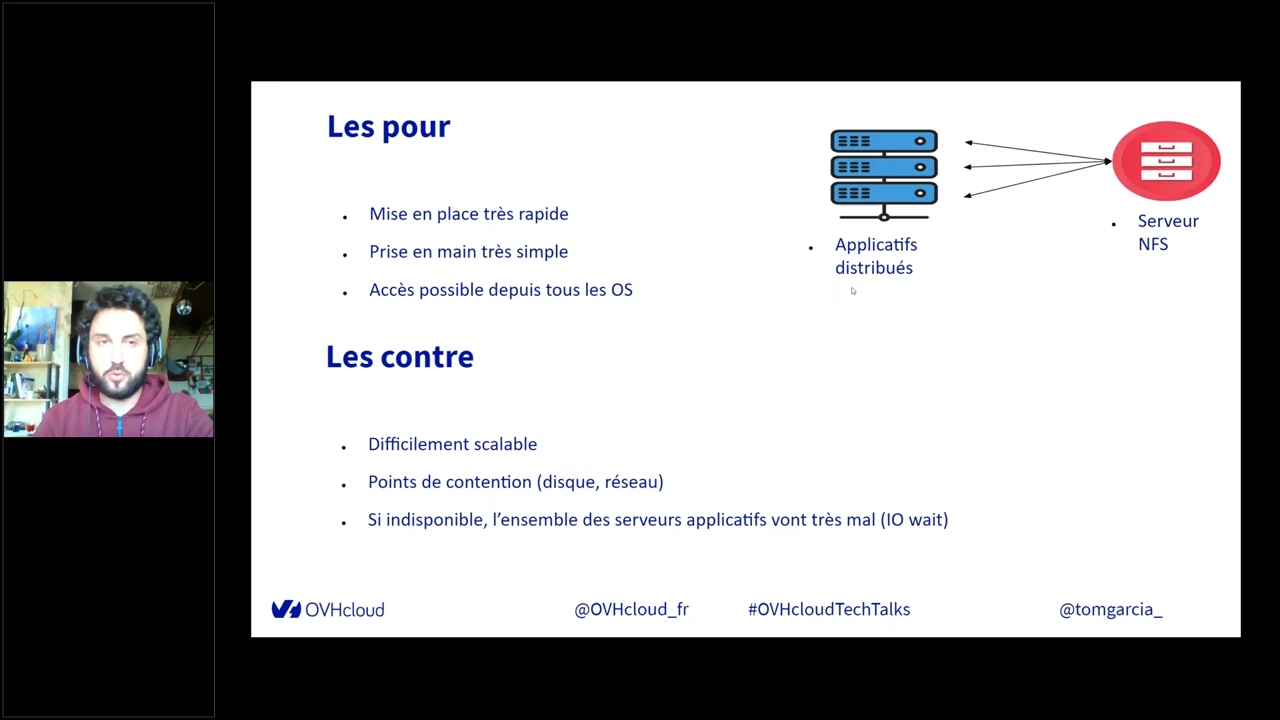 Les pour
Mise en place très rapide
Prise en main très simple
Accès possible depuis tous les OS
Applicatifs
distribués
Serveur
NFS
Les contre
Difficilement scalable
Points de contention (disque, réseau)
Si indisponible, l’ensemble des serveurs applicatifs vont très mal (IO wait)
OVHcloud
@OVHcloud_fr
#OVHcloudTechTalks
@tomgarcia_